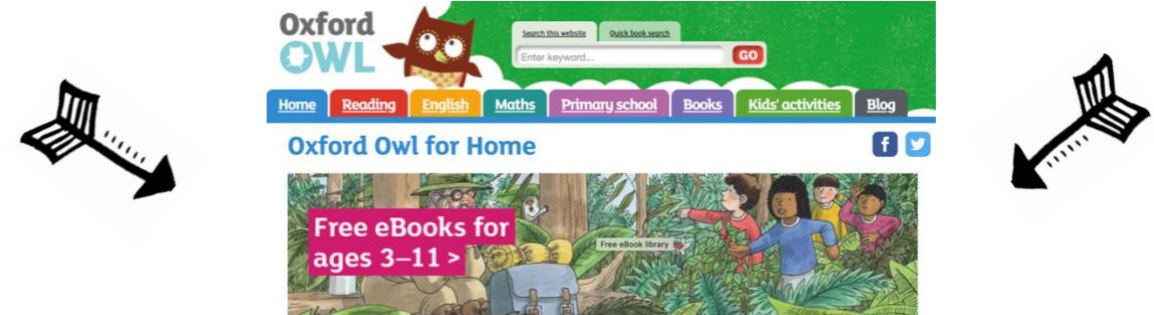 Oxford
OWL
Search this website
Quick book search
Enter keyword...
GO
Home
Reading
English
Maths
Primary school
Books
Kids' activities
Blog
Oxford Owl for Home
Free eBooks for
ages 3–11 >
Free eBook library